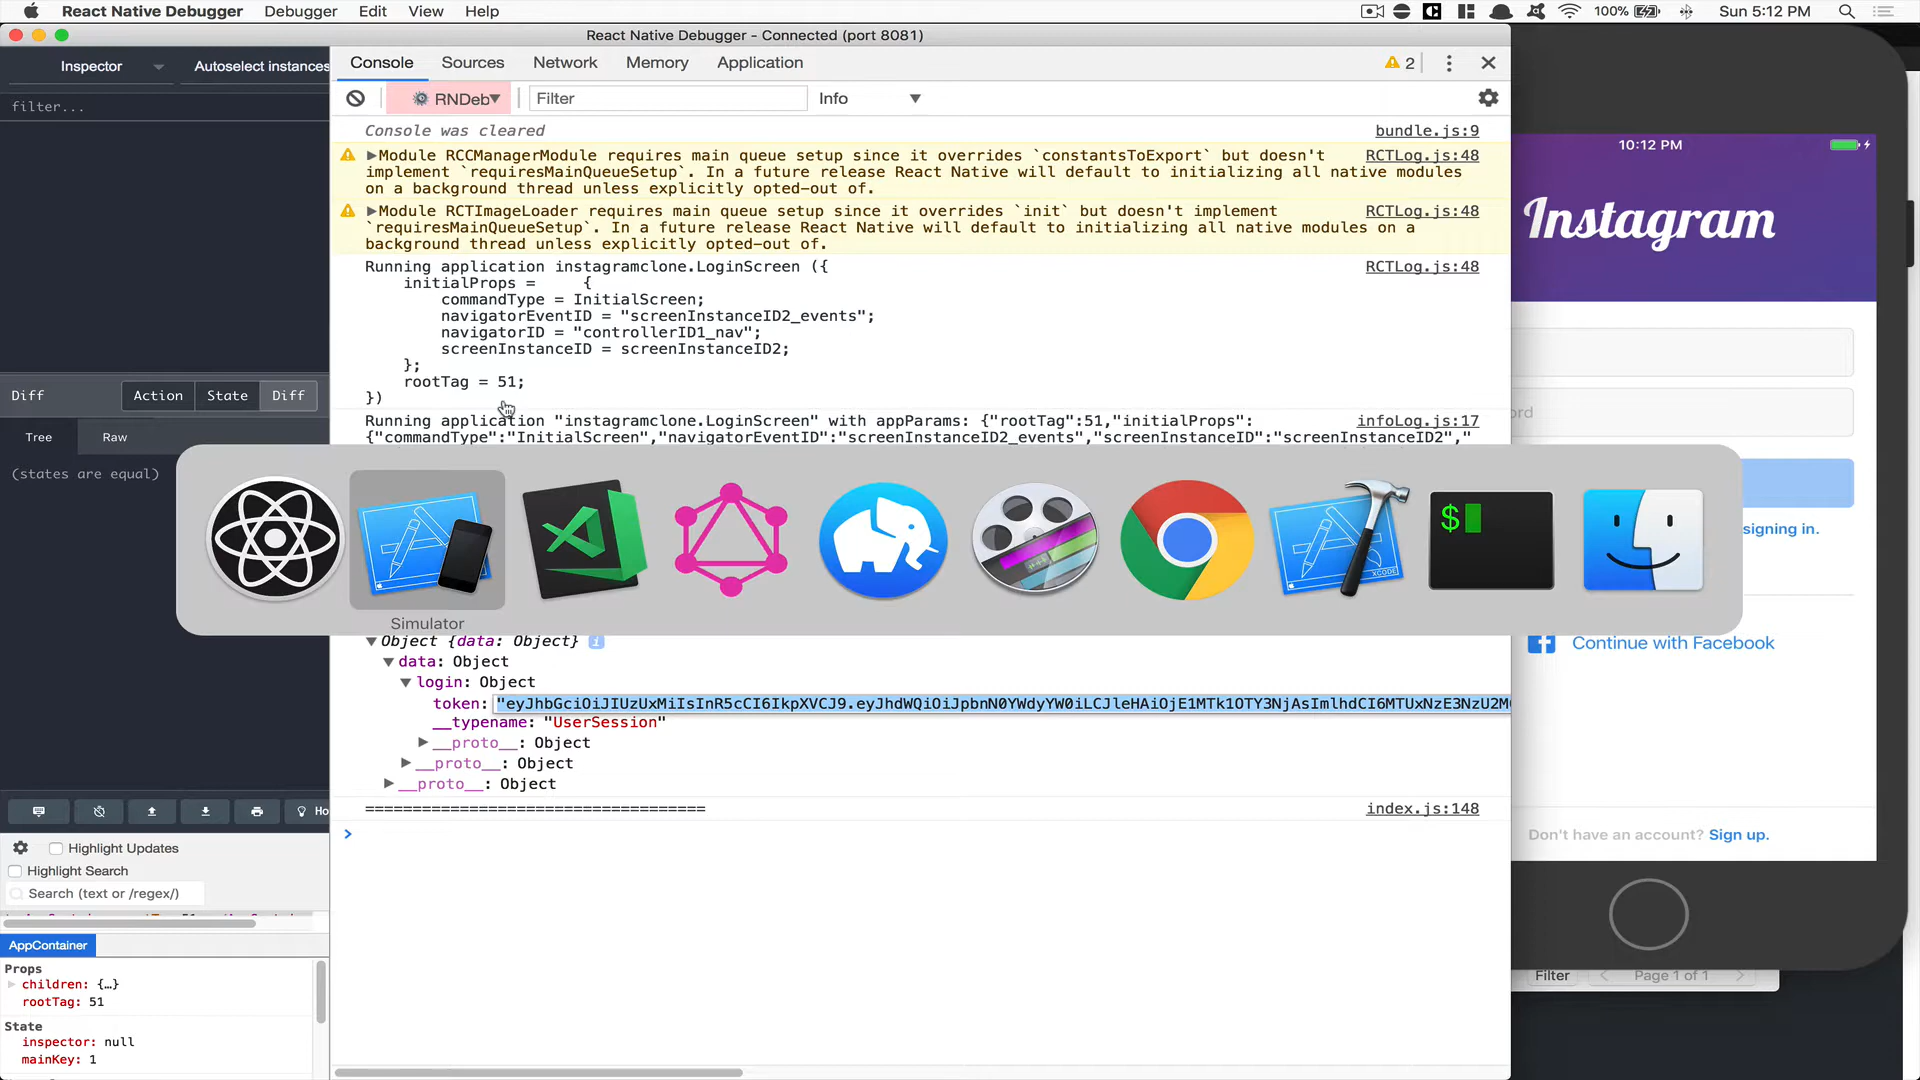 React Native Debugger Debugger Edit View Help 100% Sun 5:12 PM
React Native Debugger - Connected (port 8081)
Inspector Autoselect instances
Console Sources Network Memory Application 2
filter...
RNDeb Filter Info
Console was cleared bundle.js:9
Module RCCManagerModule requires main queue setup since it overrides `constantsToExport` but doesn't RCTLog.js:48
implement `requiresMainQueueSetup`. In a future release React Native will default to initializing all native modules
on a background thread unless explicitly opted-out of.
Module RCTImageLoader requires main queue setup since it overrides `init` but doesn't implement RCTLog.js:48
`requiresMainQueueSetup`. In a future release React Native will default to initializing all native modules on a
background thread unless explicitly opted-out of.
Running application instagramclone.LoginScreen ({ RCTLog.js:48
initialProps = {
commandType = InitialScreen;
navigatorEventID = "screenInstanceID2_events";
navigatorID = "controllerID1_nav";
screenInstanceID = screenInstanceID2;
};
rootTag = 51;
})
Running application "instagramclone.LoginScreen" with appParams: {"rootTag":51,"initialProps": infoLog.js:17
{"commandType":"InitialScreen","navigatorEventID":"screenInstanceID2_events","screenInstanceID":"screenInstanceID2","
Diff Action State Diff
Tree Raw
(states are equal)
$
XCODE
Simulator
Object {data: Object} i
data: Object
login: Object
token: "eyJhbGciOiJIUzUxMiIsInR5cCI6IkpXVCJ9.eyJhdWQiOiJpbnN0YWdyYW0iLCJleHAiOjE1MTk1OTY3NjAsImlhdCI6MTUxNzE3NzU2M
__typename: "UserSession"
__proto__: Object
__proto__: Object
__proto__: Object
=================================== index.js:148
>
Ho
Highlight Updates
Highlight Search
Search (text or /regex/)
AppContainer
Props
children: {…}
rootTag: 51
State
inspector: null
mainKey: 1
10:12 PM
Instagram
ord
signing in.
Continue with Facebook
Don't have an account? Sign up.
Filter < Page 1 of 1 >